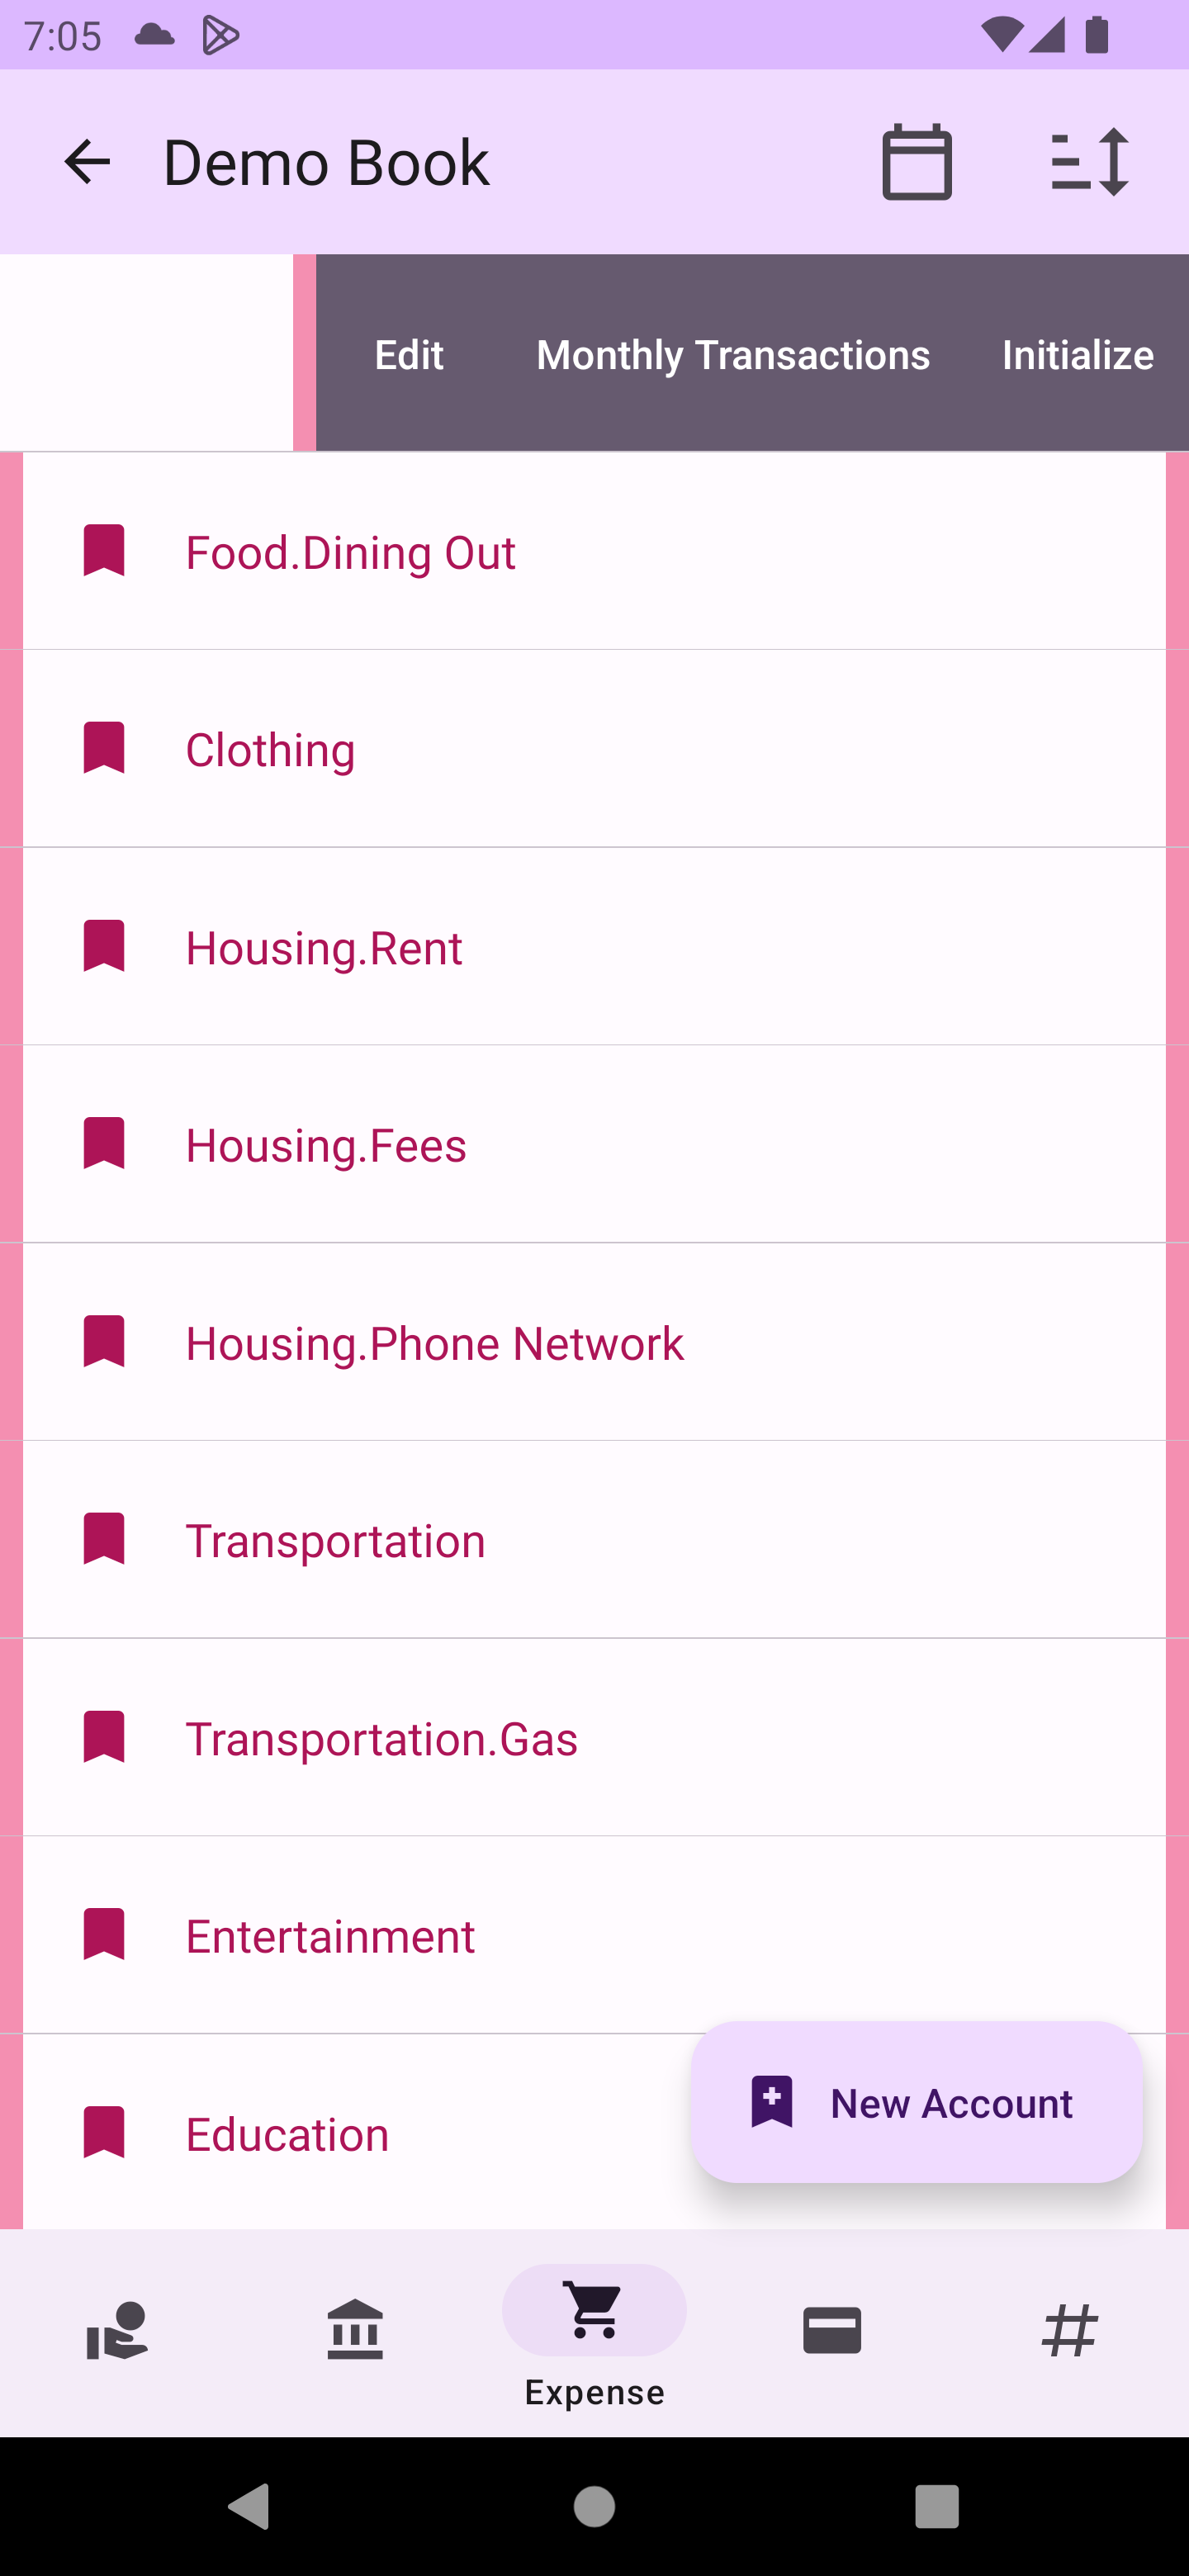 7:05
Demo Book
Edit Monthly Transactions Initialize
Food.Dining Out
Clothing
Housing.Rent
Housing.Fees
Housing.Phone Network
Transportation
Transportation.Gas
Entertainment
Education
New Account
Expense